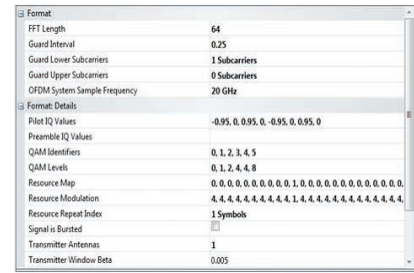 Format
FFT Length 64
Guard Interval 0.25
Guard Lower Subcarriers 1 Subcarriers
Guard Upper Subcarriers 0 Subcarriers
OFDM System Sample Frequency 20 GHz
Format: Details
Pilot IQ Values -0.95, 0, 0.95, 0, -0.95, 0, 0.95, 0
Preamble IQ Values
QAM Identifiers 0, 1, 2, 3, 4, 5
QAM Levels 0, 1, 2, 4, 4, 8
Resource Map 0, 0, 0, 0, 0, 0, 0, 0, 0, 0, 1, 0, 0, 0, 0, 0, 0, 0, 0, 0, 0, 0,
Resource Modulation 4, 4, 4, 4, 4, 4, 4, 4, 4, 4, 1, 4, 4, 4, 4, 4, 4, 4, 4, 4, 4, 4,
Resource Repeat Index 1 Symbols
Signal is Bursted
Transmitter Antennas 1
Transmitter Window Beta 0.005